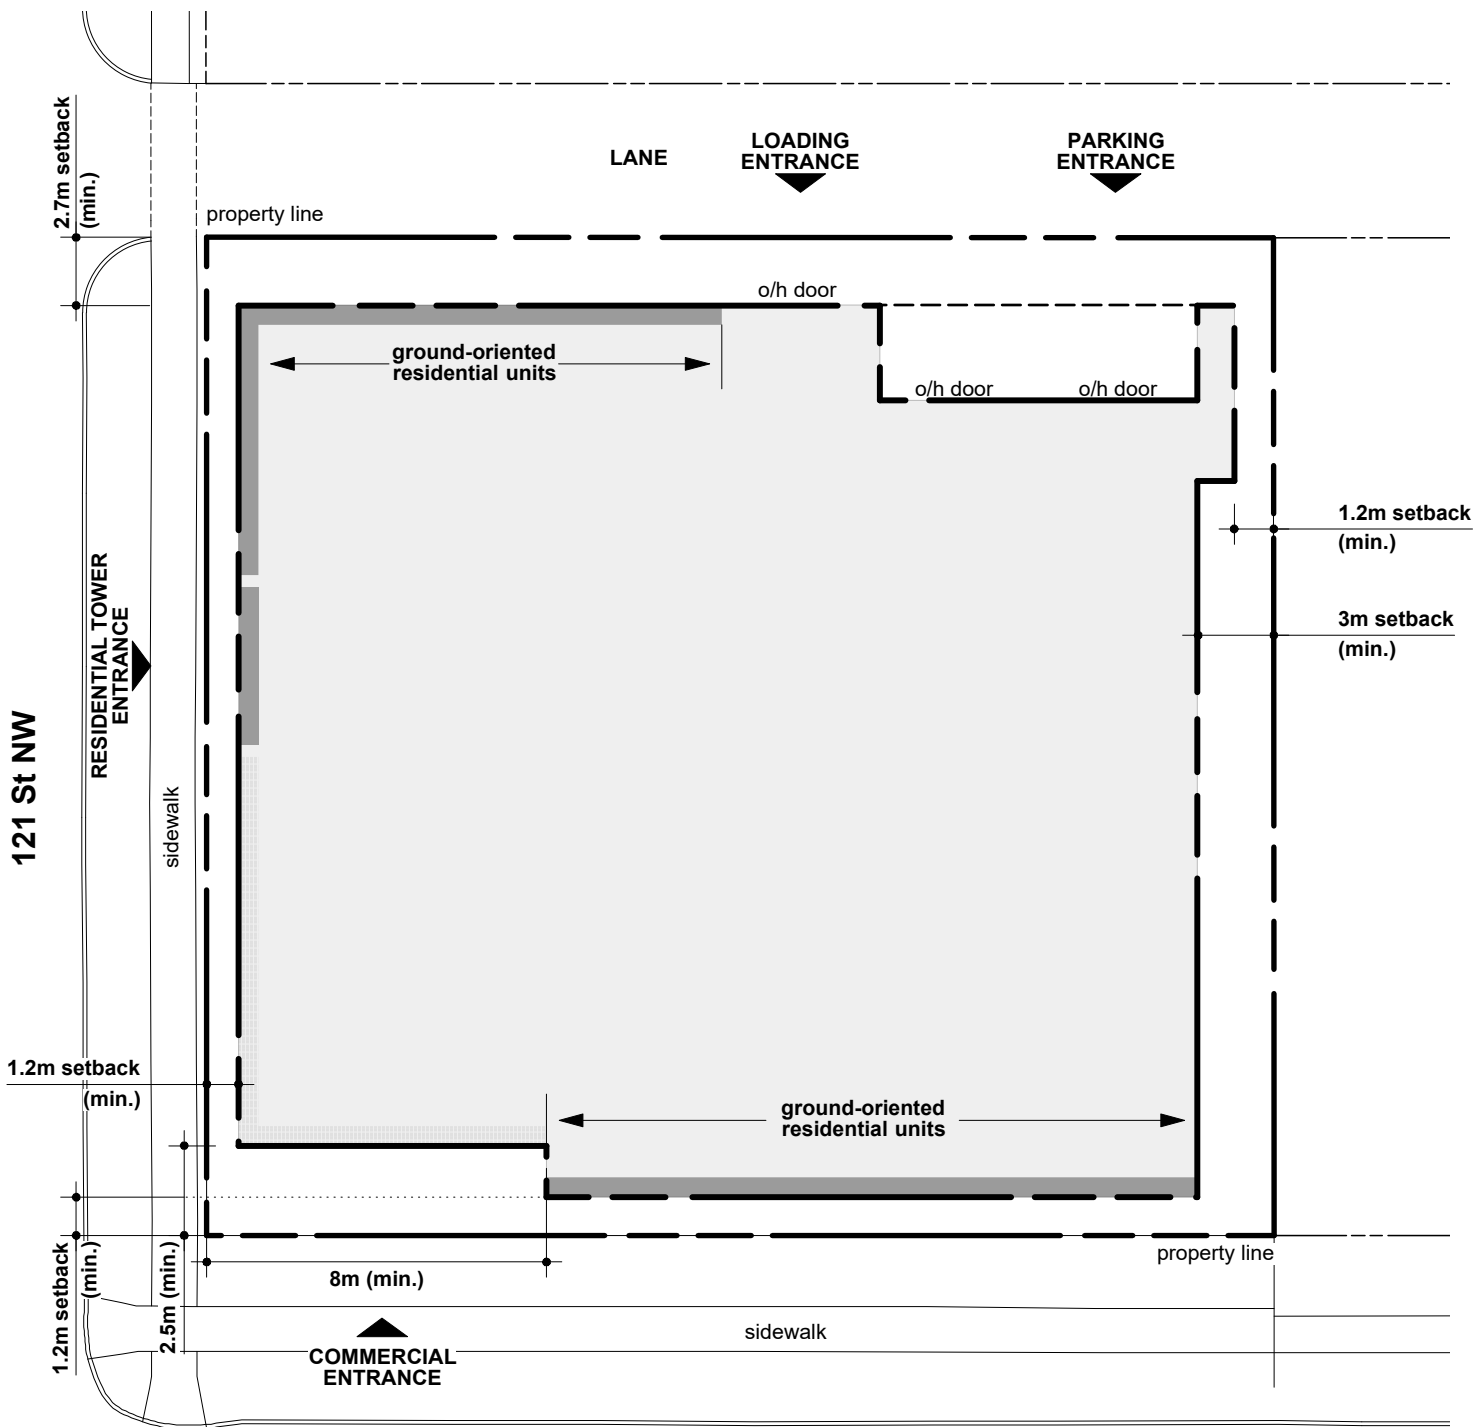 2.7m setback
(min.)
LANE
LOADING
ENTRANCE
PARKING
ENTRANCE
property line
o/h door
ground-oriented
residential units
o/h door
o/h door
1.2m setback
(min.)
3m setback
(min.)
RESIDENTIAL TOWER
ENTRANCE
121 St NW
sidewalk
1.2m setback
(min.)
ground-oriented
residential units
1.2m setback
(min.)
2.5m (min.)
8m (min.)
property line
sidewalk
COMMERCIAL
ENTRANCE